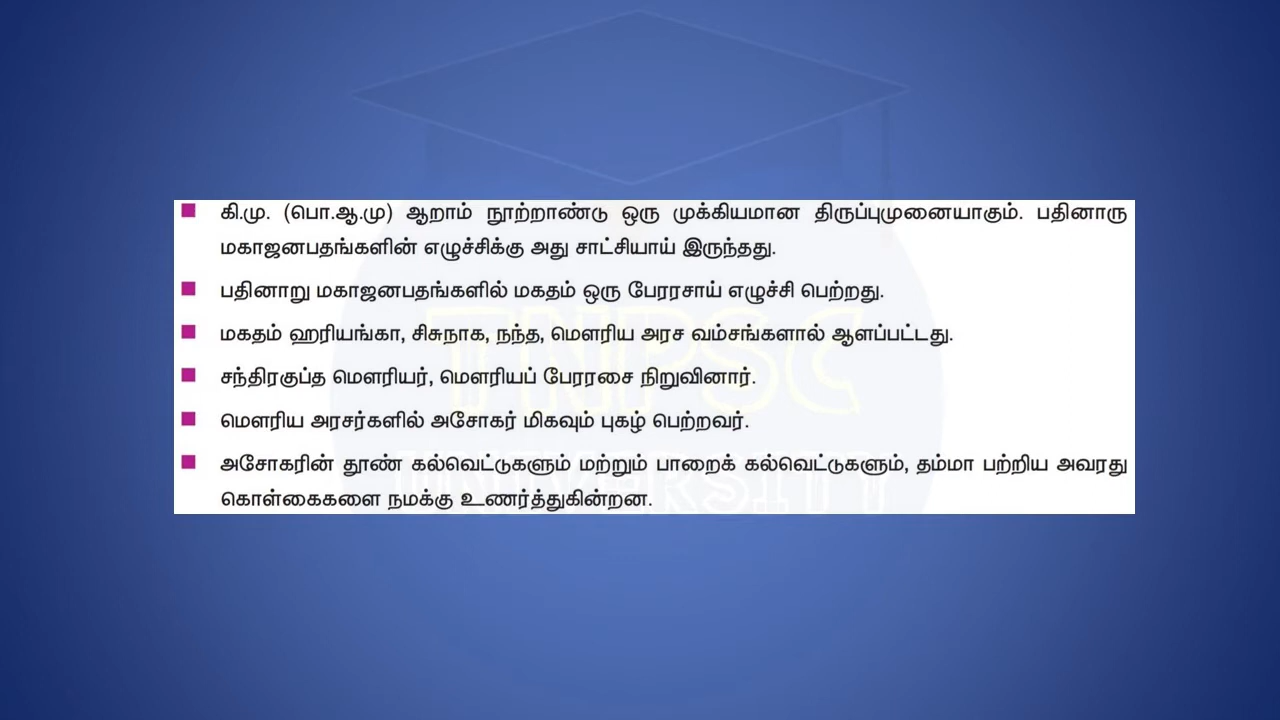 கி.மு. (பொ.ஆ.மு) ஆறாம் நூற்றாண்டு ஒரு முக்கியமான திருப்புமுனையாகும். பதினாரு
மகாஜனபதங்களின் எழுச்சிக்கு அது சாட்சியாய் இருந்தது.
பதினாறு மகாஜனபதங்களில் மகதம் ஒரு பேரரசாய் எழுச்சி பெற்றது.
மகதம் ஹரியங்கா, சிசுநாக, நந்த, மௌரிய அரச வம்சங்களால் ஆளப்பட்டது.
சந்திரகுப்த மௌரியர், மௌரியப் பேரரசை நிறுவினார்.
மௌரிய அரசர்களில் அசோகர் மிகவும் புகழ் பெற்றவர்.
அசோகரின் தூண் கல்வெட்டுகளும் மற்றும் பாறைக் கல்வெட்டுகளும், தம்மா பற்றிய அவரது
கொள்கைகளை நமக்கு உணர்த்துகின்றன.
TNPSC
UNIVERSITY